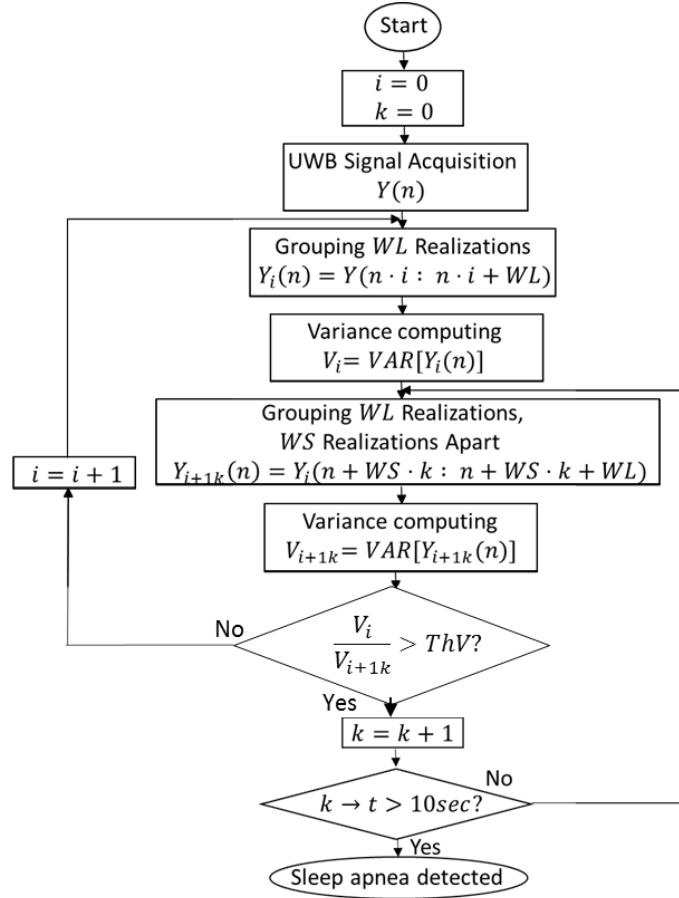 Start
i = 0
k = 0
UWB Signal Acquisition
Y(n)
Grouping WL Realizations
Y_i(n) = Y(n · i : n · i + WL)
Variance computing
V_i = VAR[Y_i(n)]
Grouping WL Realizations,
WS Realizations Apart
Y_{i+1k}(n) = Y_i(n + WS · k : n + WS · k + WL)
i = i + 1
Variance computing
V_{i+1k} = VAR[Y_{i+1k}(n)]
No
V_i / V_{i+1k} > ThV?
Yes
k = k + 1
No
k → t > 10sec?
Yes
Sleep apnea detected